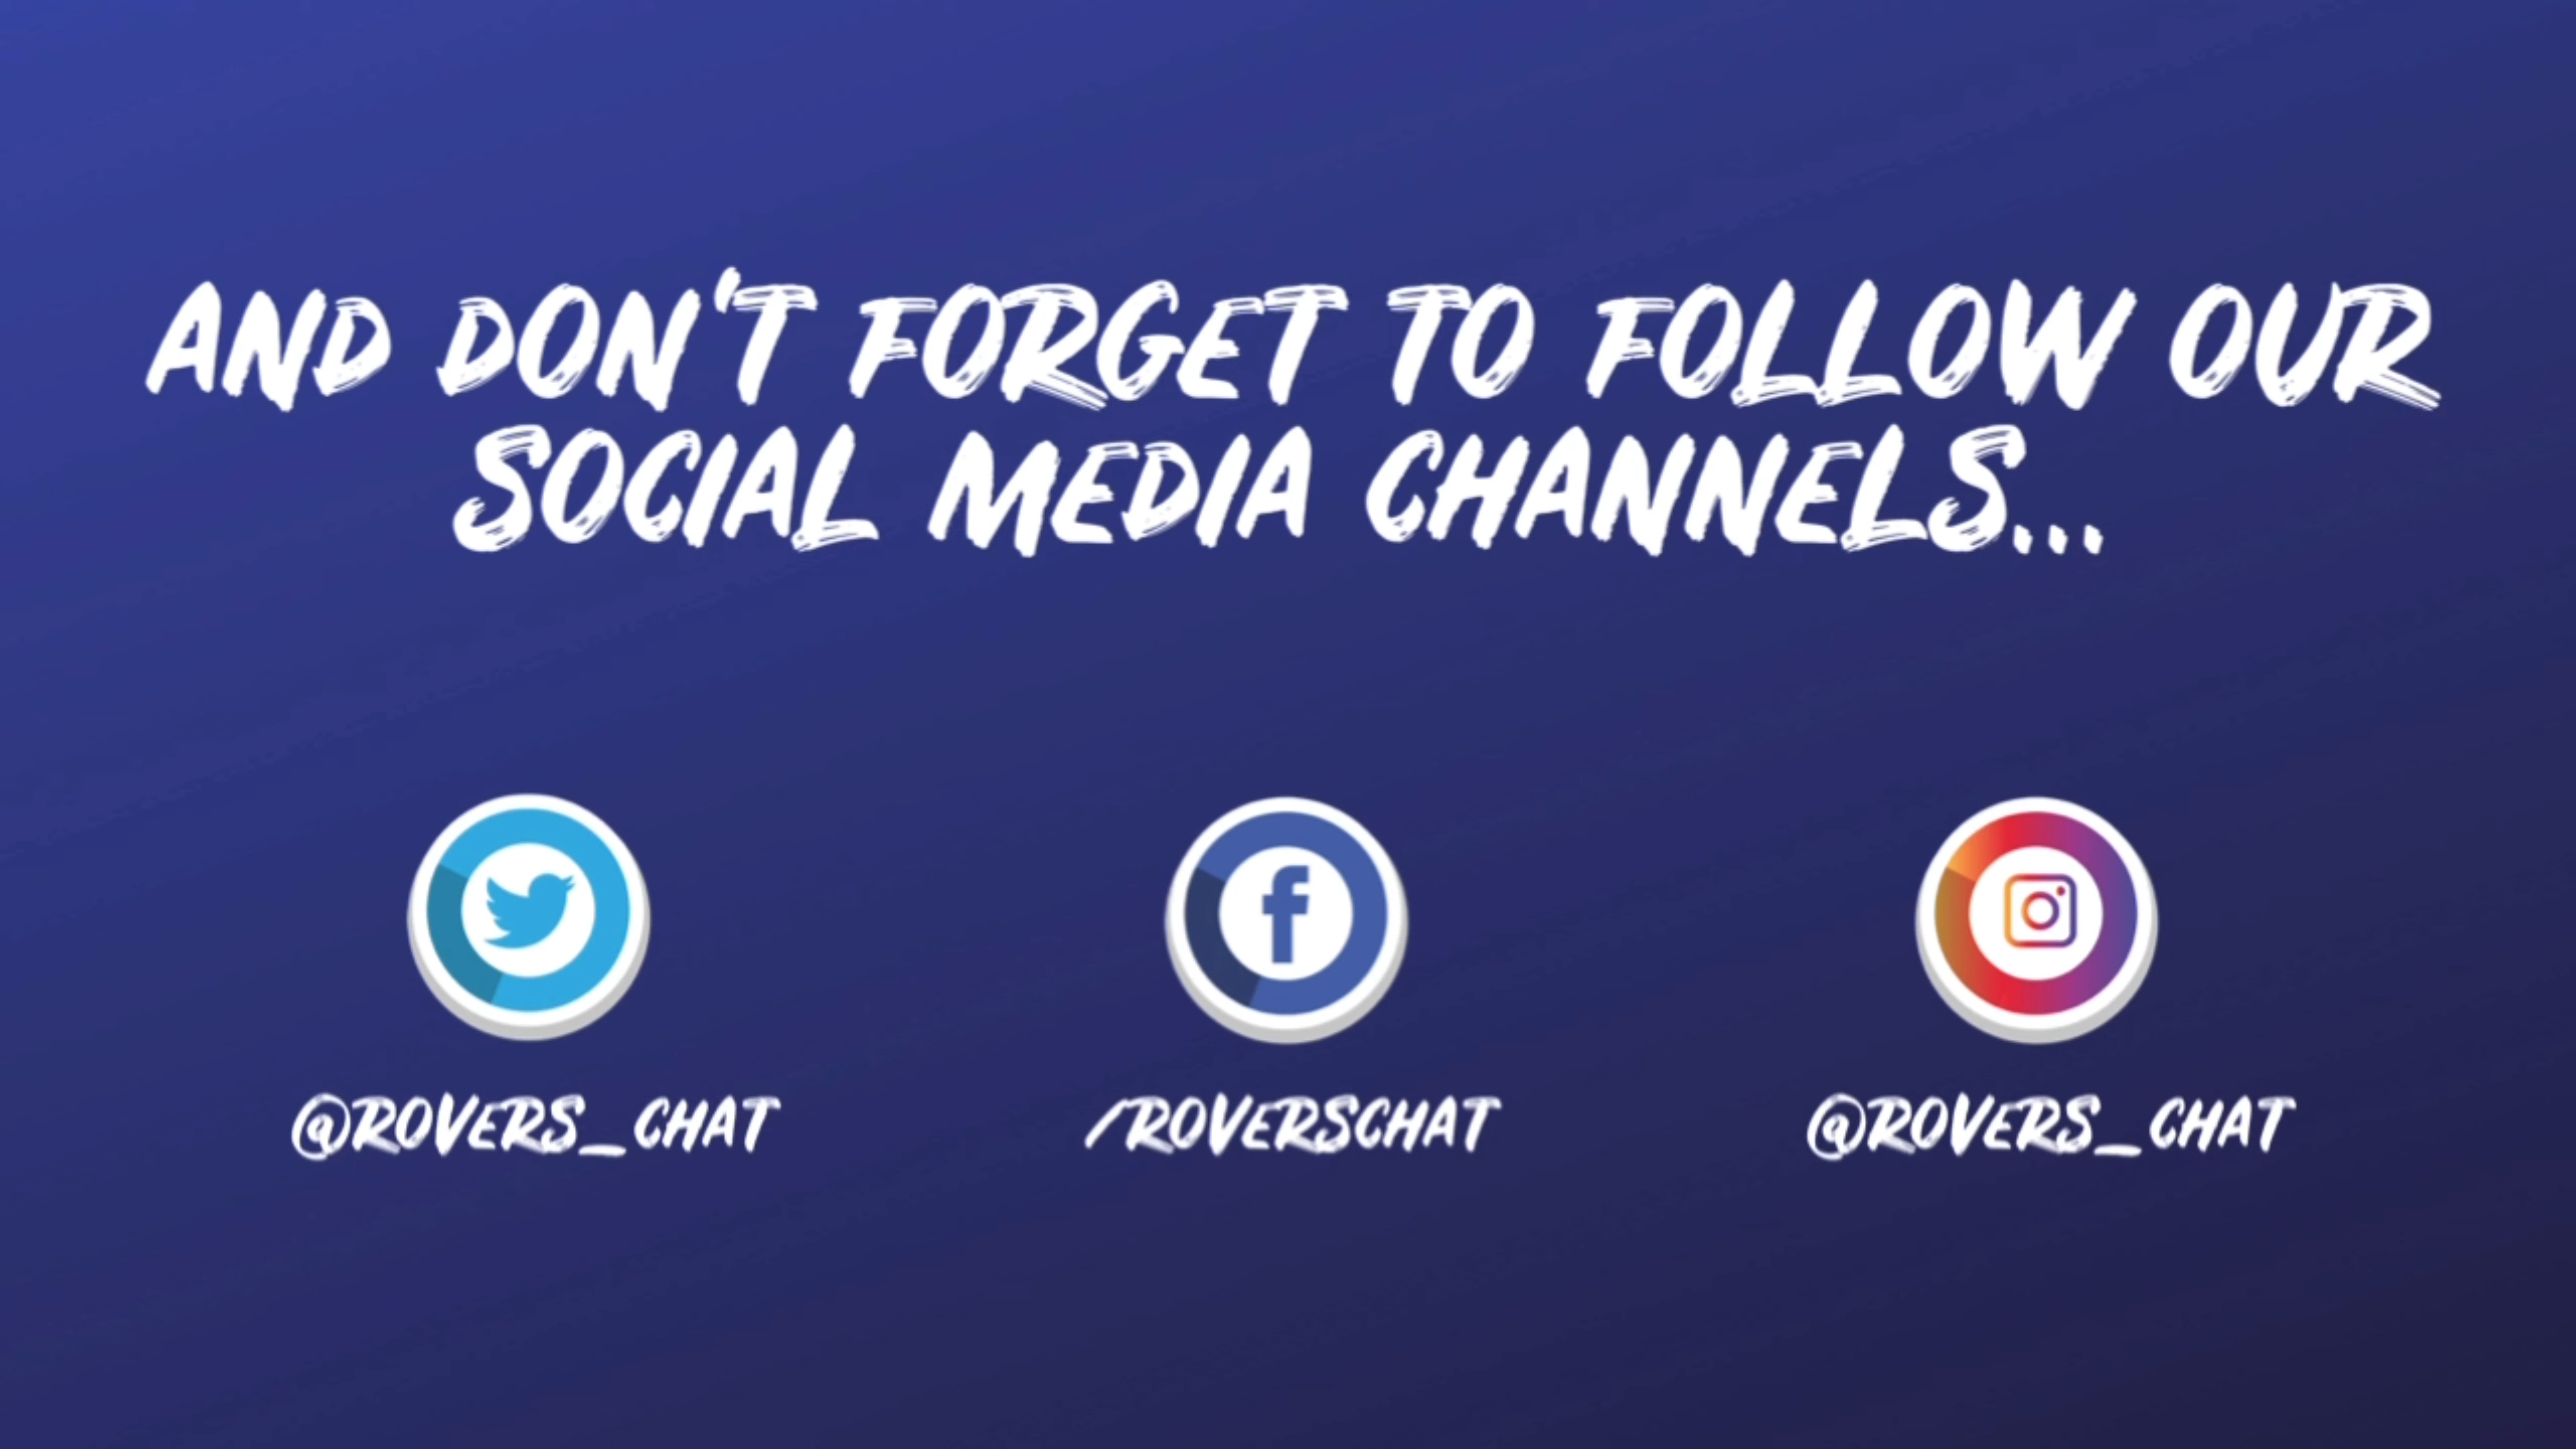 AND DON'T FORGET TO FOLLOW OUR
SOCIAL MEDIA CHANNELS...
@ROVERS_CHAT
/ROVERSCHAT
@ROVERS_CHAT